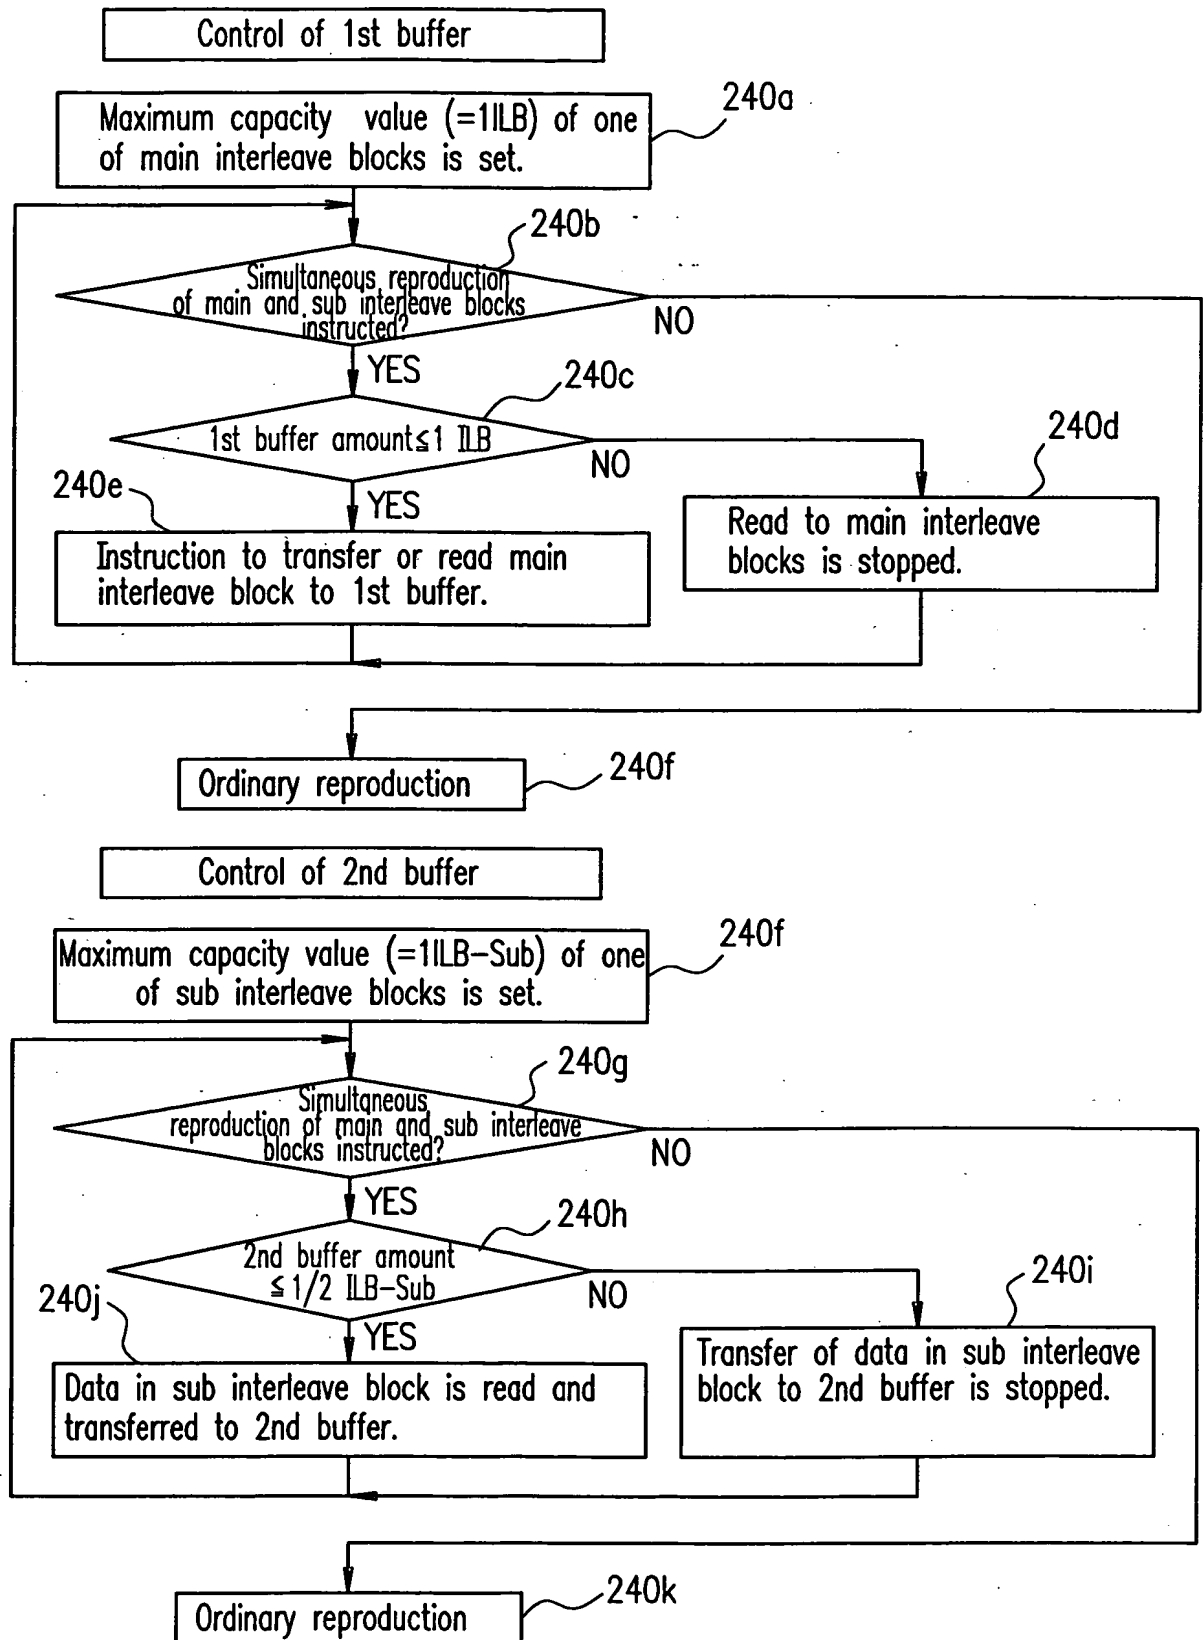 Control of 1st buffer
240a
Maximum capacity value (=1ILB) of one
of main interleave blocks is set.
240b
Simultaneous reproduction
of main and sub interleave blocks
instructed?
NO
YES
240c
1st buffer amount≦1 ILB
NO
240d
240e
YES
Instruction to transfer or read main
interleave block to 1st buffer.
Read to main interleave
blocks is stopped.
Ordinary reproduction
240f
Control of 2nd buffer
240f
Maximum capacity value (=1ILB-Sub) of one
of sub interleave blocks is set.
240g
Simultaneous
reproduction of main and sub interleave
blocks instructed?
NO
YES
240h
2nd buffer amount
≦1/2 ILB-Sub
NO
240i
240j
YES
Data in sub interleave block is read and
transferred to 2nd buffer.
Transfer of data in sub interleave
block to 2nd buffer is stopped.
240k
Ordinary reproduction